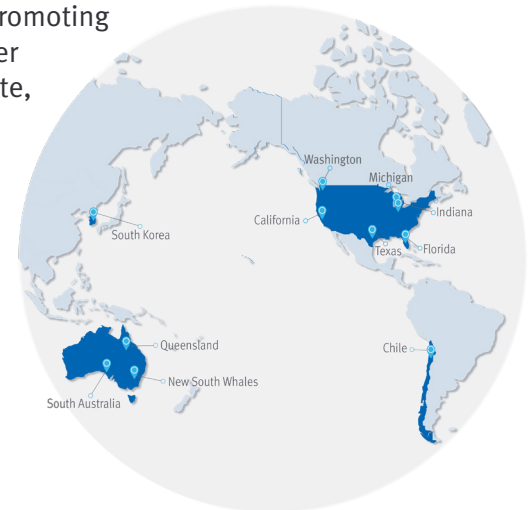 romoting
er
te,
Washington
Michigan
California
Indiana
Texas
Florida
South Korea
Queensland
New South Whales
South Australia
Chile